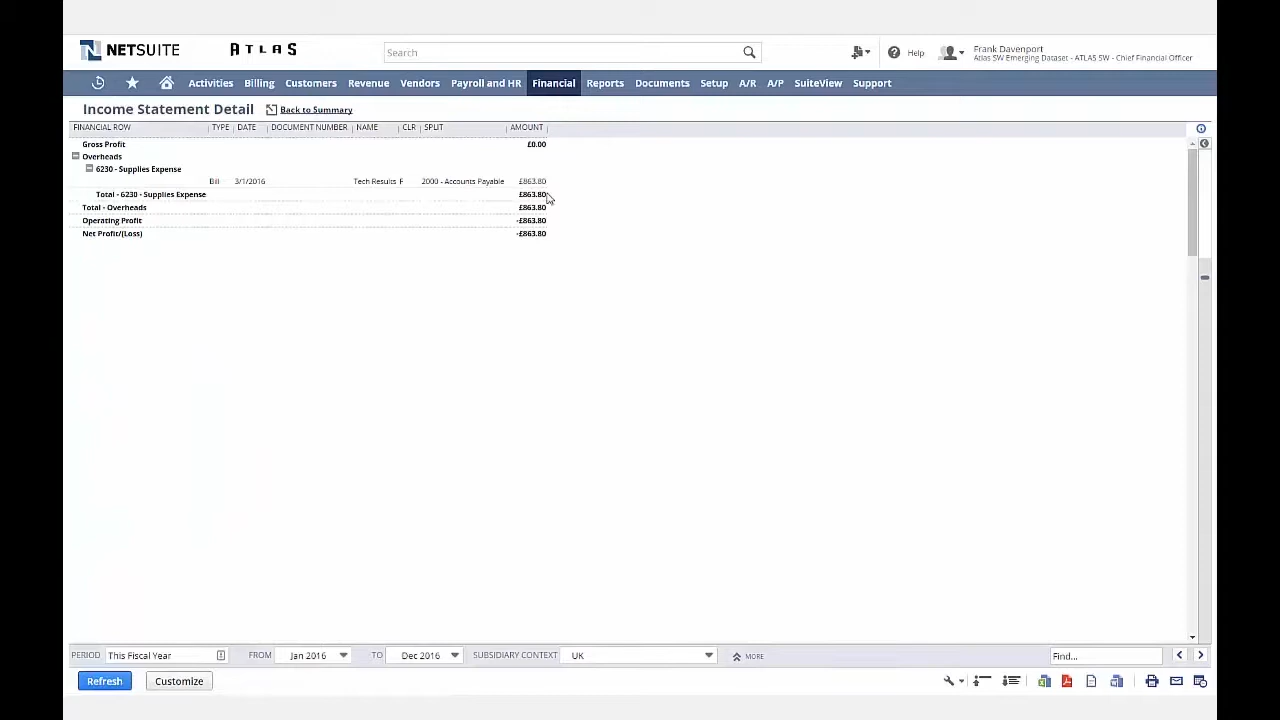 NETSUITE ATLAS Search Help Frank Davenport
Atlas SW Emerging Dataset - ATLAS SW - Chief Financial Officer
Activities Billing Customers Revenue Vendors Payroll and HR Financial Reports Documents Setup A/R A/P SuiteView Support
Income Statement Detail Back to Summary
FINANCIAL ROW TYPE DATE DOCUMENT NUMBER NAME CLR SPLIT AMOUNT
Gross Profit £0.00
Overheads
6230 - Supplies Expense
Bill 3/1/2016 Tech Results F 2000 - Accounts Payable £863.80
Total - 6230 - Supplies Expense £863.80
Total - Overheads £863.80
Operating Profit -£863.80
Net Profit/(Loss) -£863.80
PERIOD This Fiscal Year FROM Jan 2016 TO Dec 2016 SUBSIDIARY CONTEXT UK MORE Find...
Refresh Customize